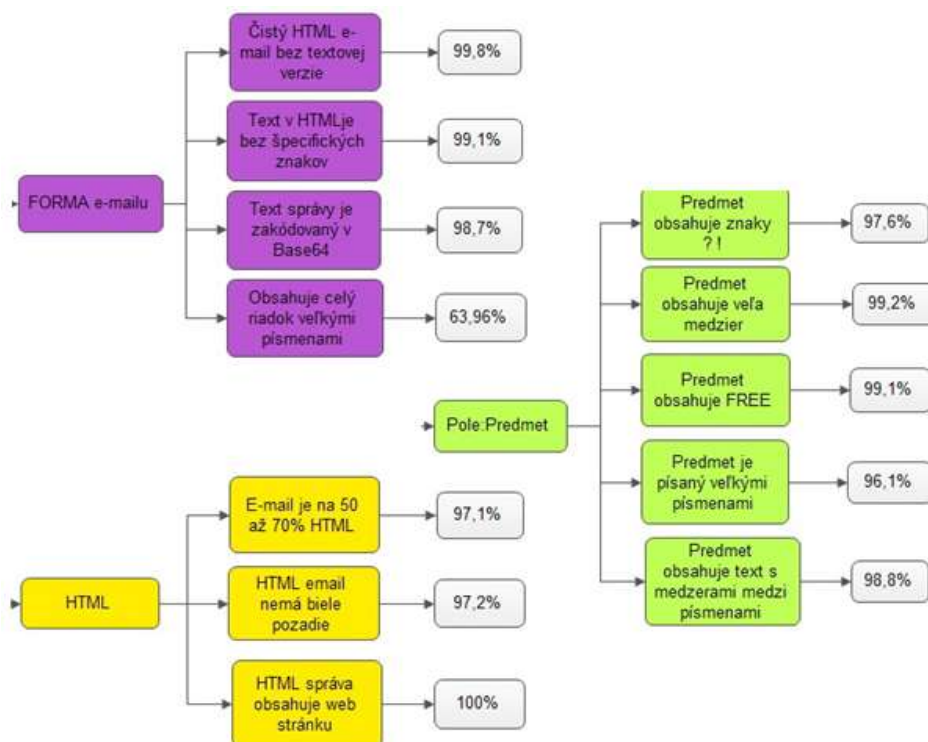 FORMA e-mailu
Čistý HTML e-
mail bez textovej
verzie
99,8%
Text v HTMLje
bez špecifických
znakov
99,1%
Text správy je
zakódovaný v
Base64
98,7%
Obsahuje celý
riadok veľkými
písmenami
63,96%
Pole:Predmet
Predmet
obsahuje znaky
? !
97,6%
Predmet
obsahuje veľa
medzier
99,2%
Predmet
obsahuje FREE
99,1%
Predmet je
písaný veľkými
písmenami
96,1%
Predmet
obsahuje text s
medzerami medzi
písmenami
98,8%
HTML
E-mail je na 50
až 70% HTML
97,1%
HTML email
nemá biele
pozadie
97,2%
HTML správa
obsahuje web
stránku
100%